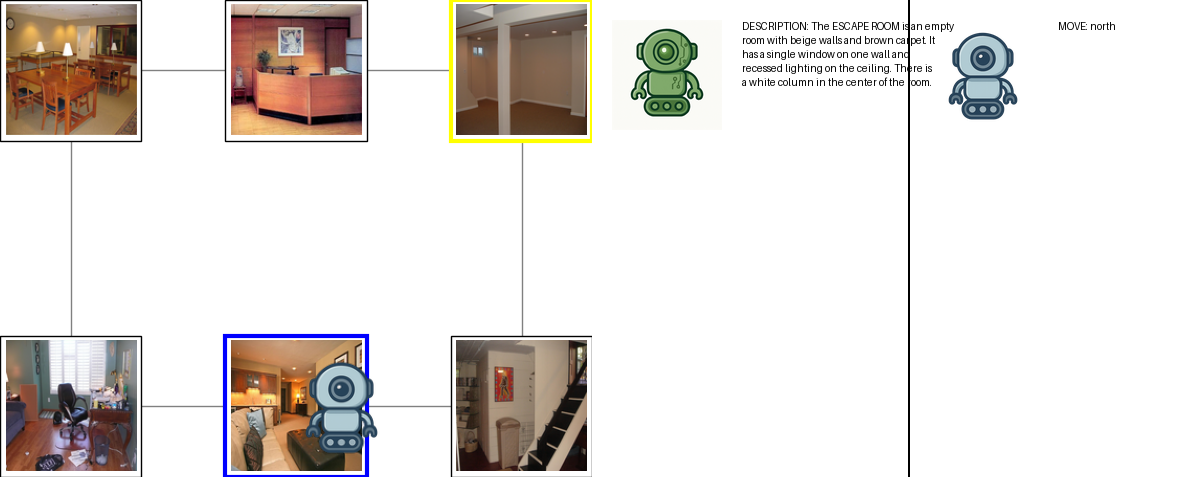 DESCRIPTION: The ESCAPE ROOM is an empty
room with beige walls and brown carpet. It
has a single window on one wall and
recessed lighting on the ceiling. There is
a white column in the center of the room.
MOVE: north